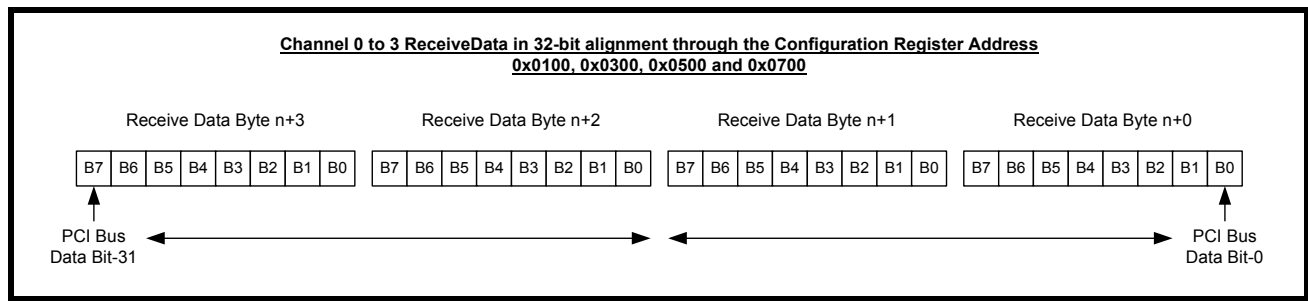 Channel 0 to 3 ReceiveData in 32-bit alignment through the Configuration Register Address
0x0100, 0x0300, 0x0500 and 0x0700
Receive Data Byte n+3 Receive Data Byte n+2 Receive Data Byte n+1 Receive Data Byte n+0
B7 B6 B5 B4 B3 B2 B1 B0 B7 B6 B5 B4 B3 B2 B1 B0 B7 B6 B5 B4 B3 B2 B1 B0 B7 B6 B5 B4 B3 B2 B1 B0
PCI Bus PCI Bus
Data Bit-31 Data Bit-0